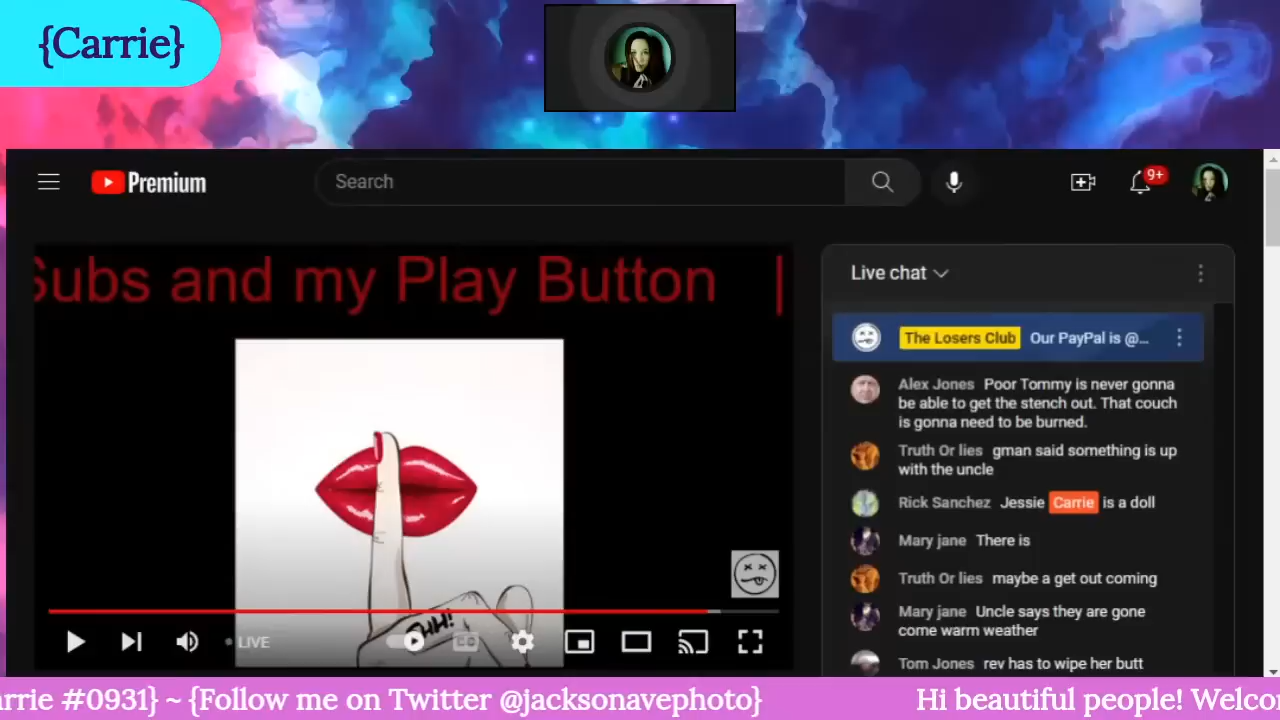 {Carrie}
Premium
Search
9+
Subs and my Play Button |
Live chat
The Losers Club Our PayPal is @...
Alex Jones Poor Tommy is never gonna
be able to get the stench out. That couch
is gonna need to be burned.
Truth Or lies gman said something is up
with the uncle
Rick Sanchez Jessie Carrie is a doll
Mary jane There is
Truth Or lies maybe a get out coming
Mary jane Uncle says they are gone
come warm weather
Tom Jones rev has to wipe her butt
SHH!
LIVE
CC
arrie #0931} ~ {Follow me on Twitter @jacksonavephoto} Hi beautiful people! Welco